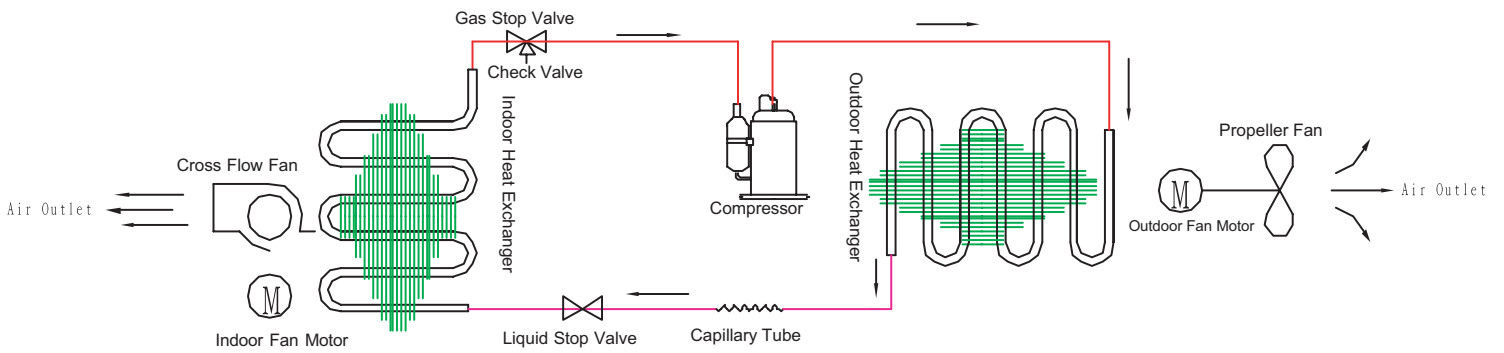 Gas Stop Valve
Check Valve
Indoor Heat Exchanger
Cross Flow Fan
Air Outlet
M
Indoor Fan Motor
Liquid Stop Valve
Capillary Tube
Compressor
Outdoor Heat Exchanger
Propeller Fan
M
Outdoor Fan Motor
Air Outlet